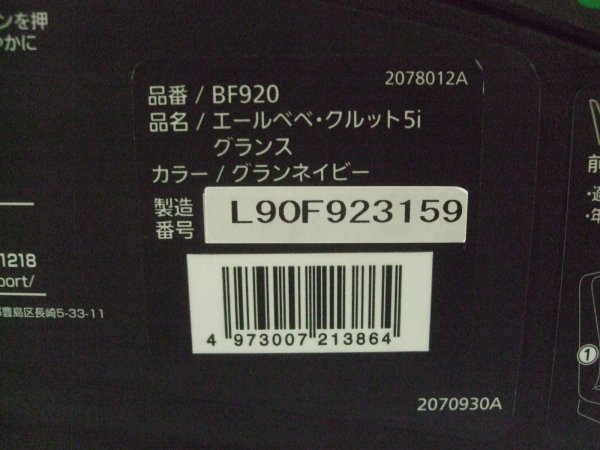 ンを押
やかに
2078012A
品番 / BF920
品名 / エールベベ・クルット5i
グランス
カラー / グランネイビー
製造
番号
L90F923159
1218
port/
豊島区長崎5-33-11
4 973007 213864
2070930A
前
①